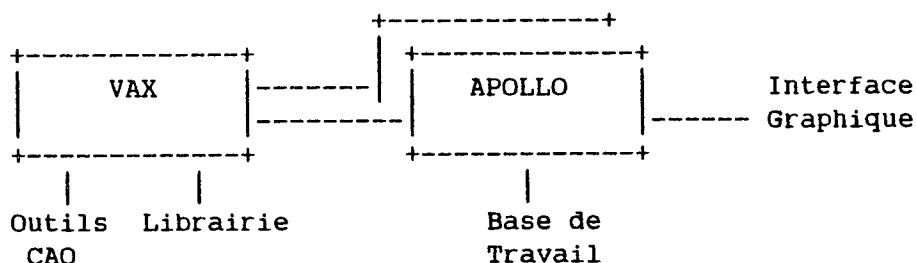 VAX
APOLLO
Interface
Graphique
Outils Librairie
CAO
Base de
Travail